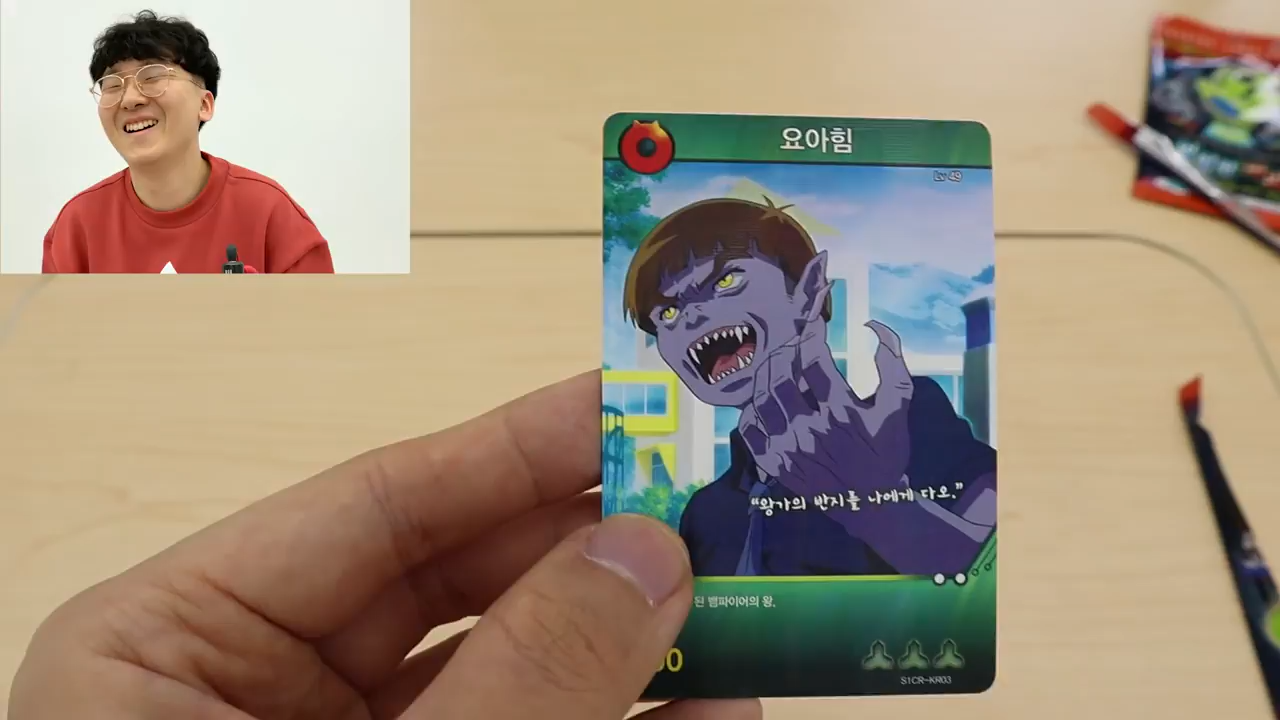 요아힘
Lv 49
“왕가의 반지를 나에게 다오.”
된 뱀파이어의 왕.
00
S1CR-KR03